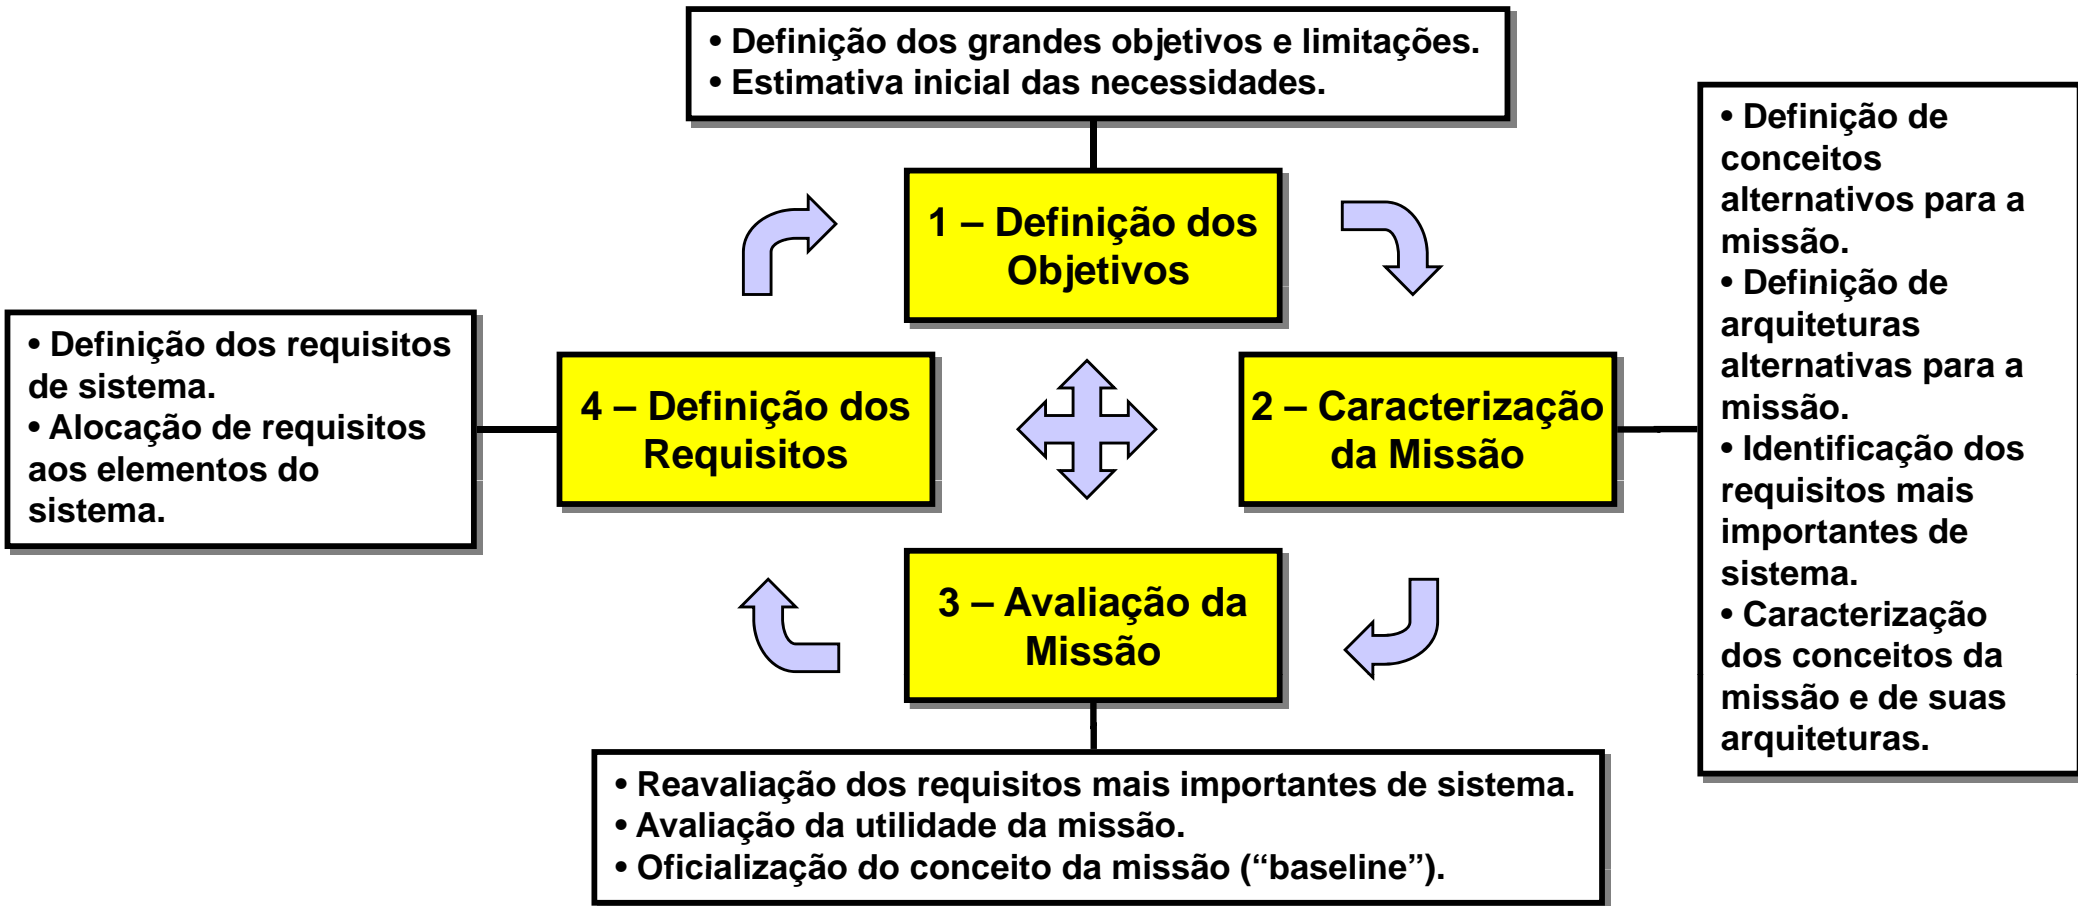 • Definição dos grandes objetivos e limitações.
• Estimativa inicial das necessidades.
1 – Definição dos
Objetivos
• Definição de
conceitos
alternativos para a
missão.
• Definição de
arquiteturas
alternativas para a
missão.
• Identificação dos
requisitos mais
importantes de
sistema.
• Caracterização
dos conceitos da
missão e de suas
arquiteturas.
2 – Caracterização
da Missão
• Definição dos requisitos
de sistema.
• Alocação de requisitos
aos elementos do
sistema.
4 – Definição dos
Requisitos
3 – Avaliação da
Missão
• Reavaliação dos requisitos mais importantes de sistema.
• Avaliação da utilidade da missão.
• Oficialização do conceito da missão (“baseline”).